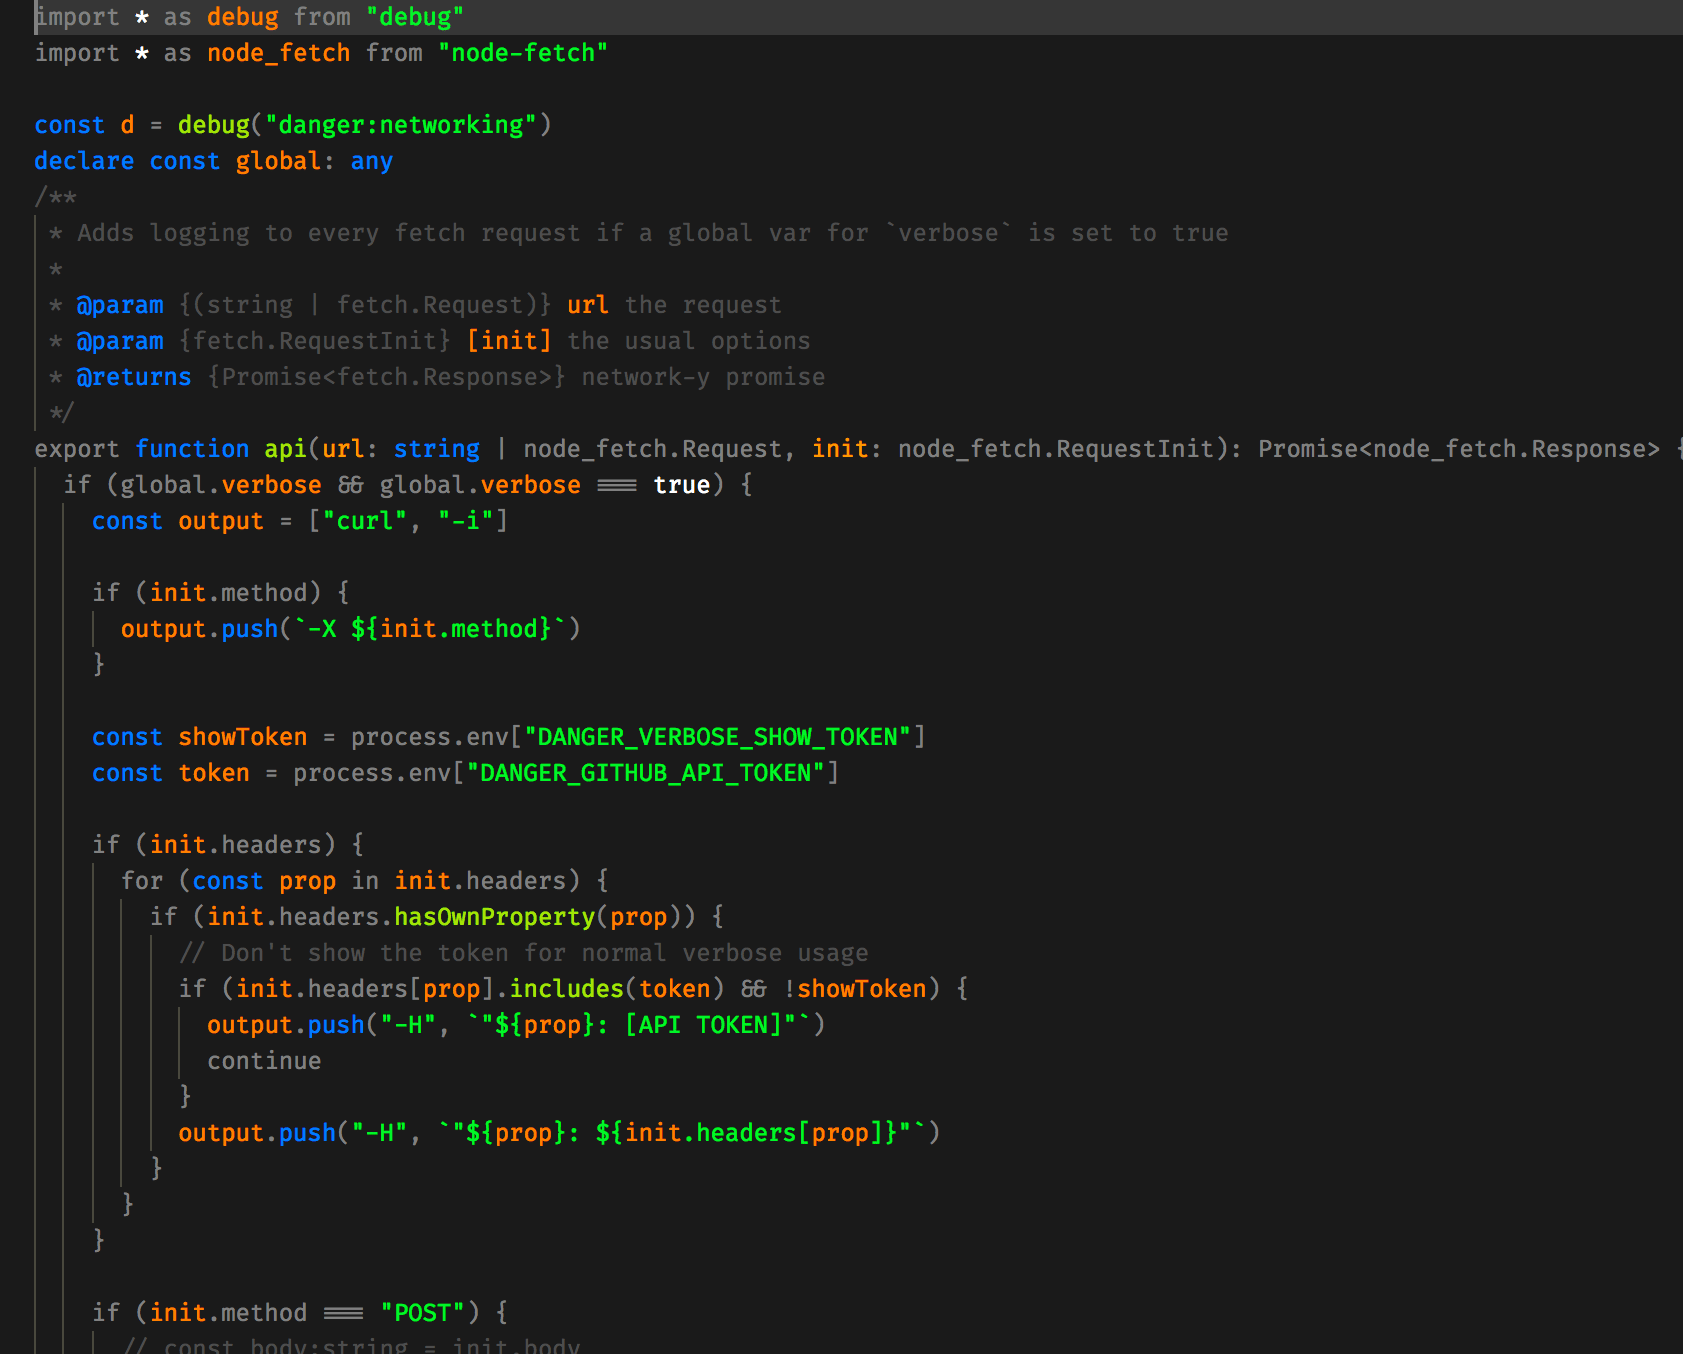 import * as debug from "debug"
import * as node_fetch from "node-fetch"

const d = debug("danger:networking")
declare const global: any
/**
 * Adds logging to every fetch request if a global var for `verbose` is set to true
 *
 * @param {(string | fetch.Request)} url the request
 * @param {fetch.RequestInit} [init] the usual options
 * @returns {Promise<fetch.Response>} network-y promise
 */
export function api(url: string | node_fetch.Request, init: node_fetch.RequestInit): Promise<node_fetch.Response> {
  if (global.verbose && global.verbose === true) {
    const output = ["curl", "-i"]

    if (init.method) {
      output.push(`-X ${init.method}`)
    }

    const showToken = process.env["DANGER_VERBOSE_SHOW_TOKEN"]
    const token = process.env["DANGER_GITHUB_API_TOKEN"]

    if (init.headers) {
      for (const prop in init.headers) {
        if (init.headers.hasOwnProperty(prop)) {
          // Don't show the token for normal verbose usage
          if (init.headers[prop].includes(token) && !showToken) {
            output.push("-H", `"${prop}: [API TOKEN]"`)
            continue
          }
          output.push("-H", `"${prop}: ${init.headers[prop]}"`)
        }
      }
    }

    if (init.method === "POST") {
      // const body:string = init.body